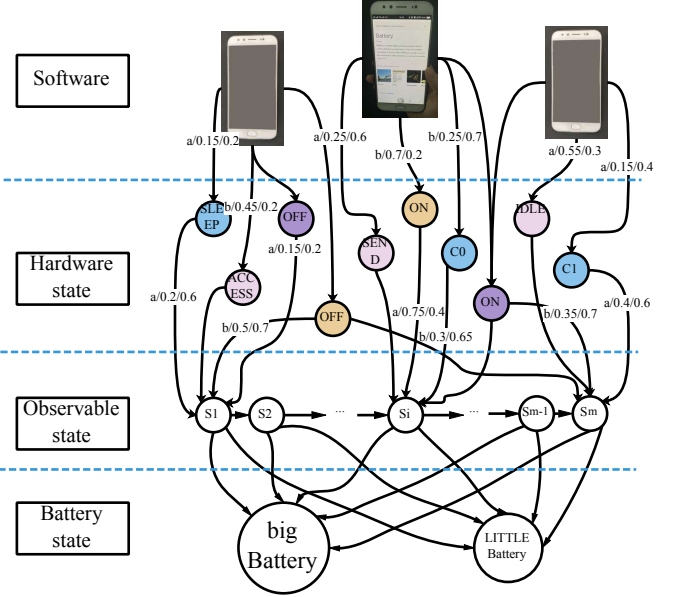 Software
Battery
a/0.15/0.2
a/0.25/0.6
b/0.7/0.2
b/0.25/0.7
a/0.55/0.3
a/0.15/0.4
Hardware
state
SLE
EP
b/0.45/0.2
OFF
ON
IDLE
a/0.15/0.2
SEN
D
C0
C1
ACC
ESS
a/0.2/0.6
ON
a/0.4/0.6
OFF
a/0.75/0.4
b/0.35/0.7
b/0.5/0.7
b/0.3/0.65
Observable
state
S1
S2
...
Si
...
Sm-1
Sm
Battery
state
big
Battery
LITTLE
Battery